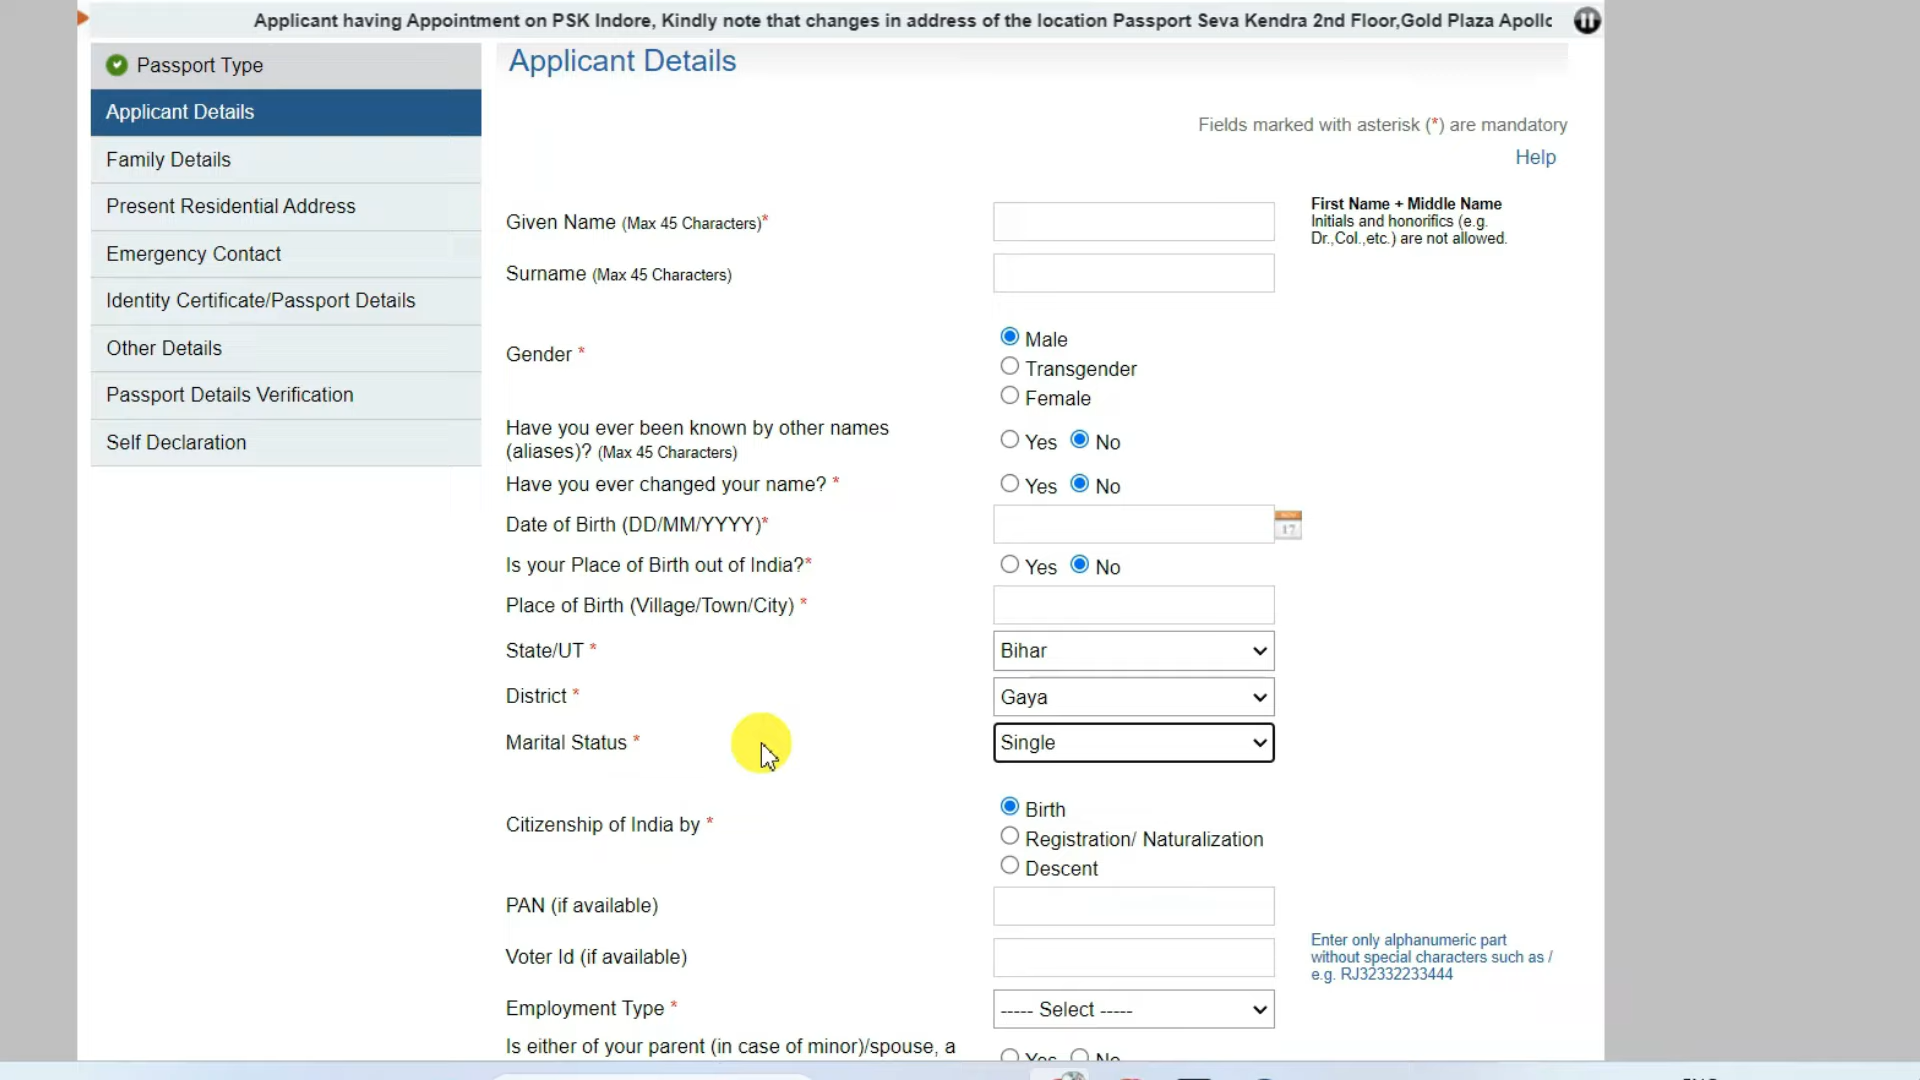 Applicant having Appointment on PSK Indore, Kindly note that changes in address of the location Passport Seva Kendra 2nd Floor,Gold Plaza
Passport Type
Applicant Details
Family Details
Present Residential Address
Emergency Contact
Identity Certificate/Passport Details
Other Details
Passport Details Verification
Self Declaration
Applicant Details
Fields marked with asterisk (*) are mandatory
Help
Given Name (Max 45 Characters)*
First Name + Middle Name
Initials and honorifics (e.g.
Dr.,Col.,etc.) are not allowed.
Surname (Max 45 Characters)
Gender *
Male
Transgender
Female
Have you ever been known by other names
(aliases)? (Max 45 Characters)
Yes No
Have you ever changed your name? *
Yes No
Date of Birth (DD/MM/YYYY)*
17
Is your Place of Birth out of India?*
Yes No
Place of Birth (Village/Town/City) *
State/UT *
Bihar
District *
Gaya
Marital Status *
Single
Citizenship of India by *
Birth
Registration/ Naturalization
Descent
PAN (if available)
Voter Id (if available)
Enter only alphanumeric part
without special characters such as /
e.g. RJ32332233444
Employment Type *
----- Select -----
Is either of your parent (in case of minor)/spouse, a
Yes No